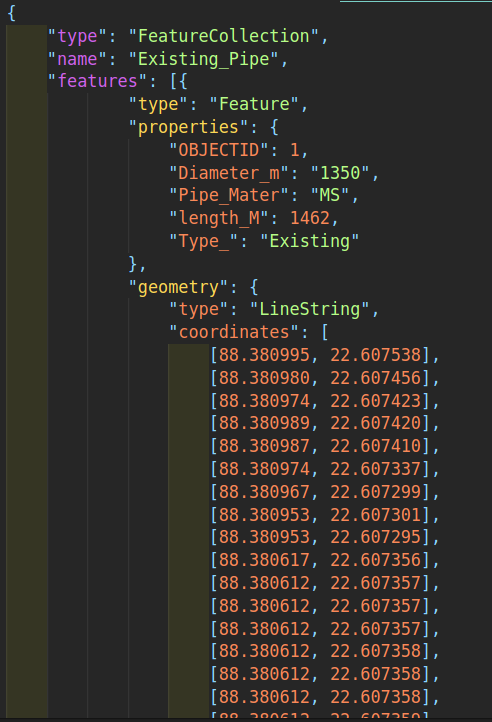 {
"type": "FeatureCollection",
"name": "Existing_Pipe",
"features": [{
"type": "Feature",
"properties": {
"OBJECTID": 1,
"Diameter_m": "1350",
"Pipe_Mater": "MS",
"length_M": 1462,
"Type_": "Existing"
},
"geometry": {
"type": "LineString",
"coordinates": [
[88.380995, 22.607538],
[88.380980, 22.607456],
[88.380974, 22.607423],
[88.380989, 22.607420],
[88.380987, 22.607410],
[88.380974, 22.607337],
[88.380967, 22.607299],
[88.380953, 22.607301],
[88.380953, 22.607295],
[88.380617, 22.607356],
[88.380612, 22.607357],
[88.380612, 22.607357],
[88.380612, 22.607357],
[88.380612, 22.607358],
[88.380612, 22.607358],
[88.380612, 22.607358],